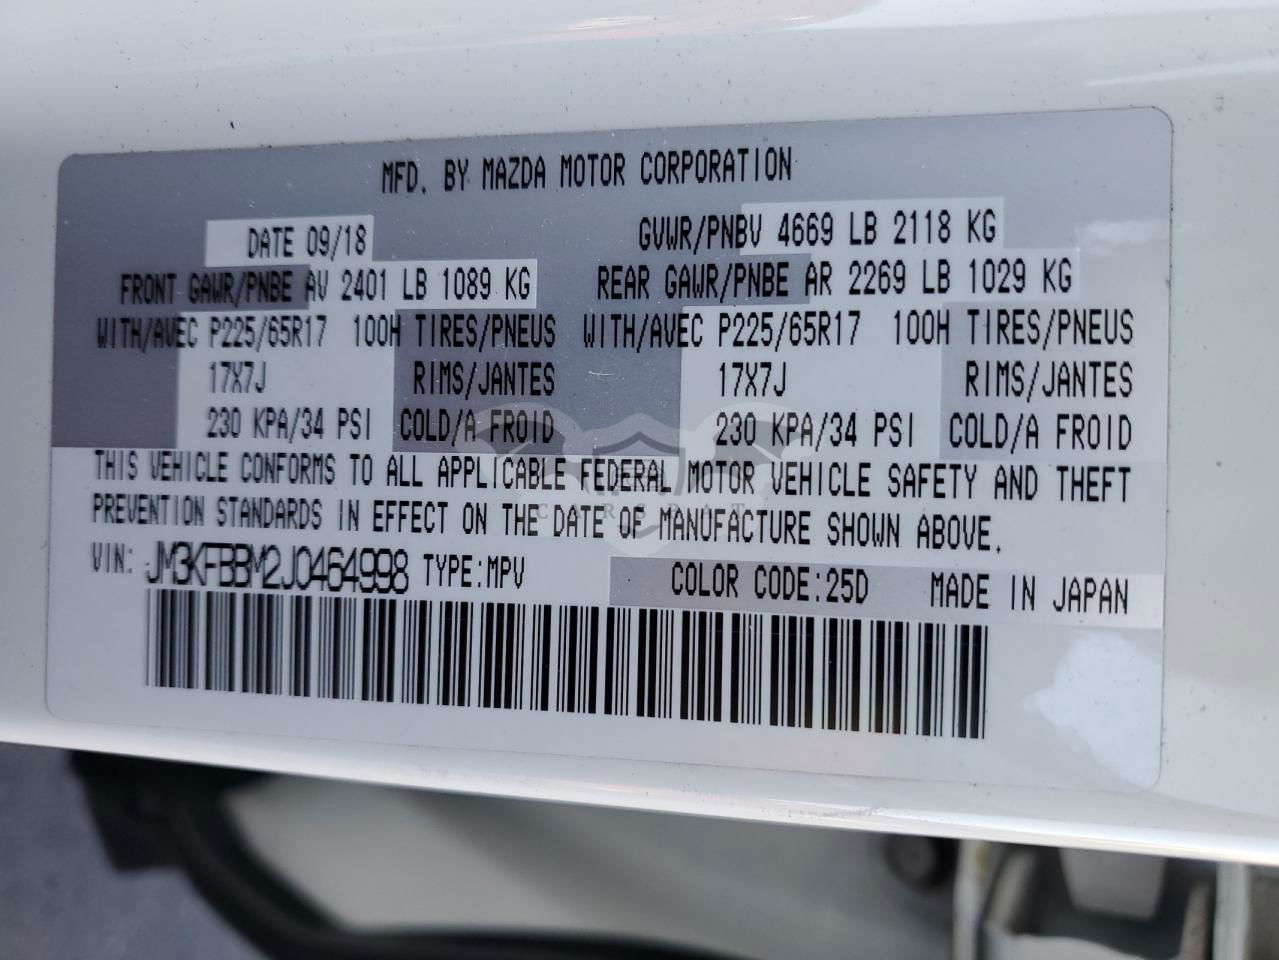 MFD. BY MAZDA MOTOR CORPORATION
DATE 09/18 GVWR/PNBV 4669 LB 2118 KG
FRONT GAWR/PNBE AV 2401 LB 1089 KG REAR GAWR/PNBE AR 2269 LB 1029 KG
WITH/AVEC P225/65R17 100H TIRES/PNEUS WITH/AVEC P225/65R17 100H TIRES/PNEUS
17X7J RIMS/JANTES 17X7J RIMS/JANTES
230 KPA/34 PSI COLD/A FROID 230 KPA/34 PSI COLD/A FROID
THIS VEHICLE CONFORMS TO ALL APPLICABLE FEDERAL MOTOR VEHICLE SAFETY AND THEFT
PREVENTION STANDARDS IN EFFECT ON THE DATE OF MANUFACTURE SHOWN ABOVE.
VIN: JM3KFBBM2J0464998 TYPE:MPV COLOR CODE:25D MADE IN JAPAN